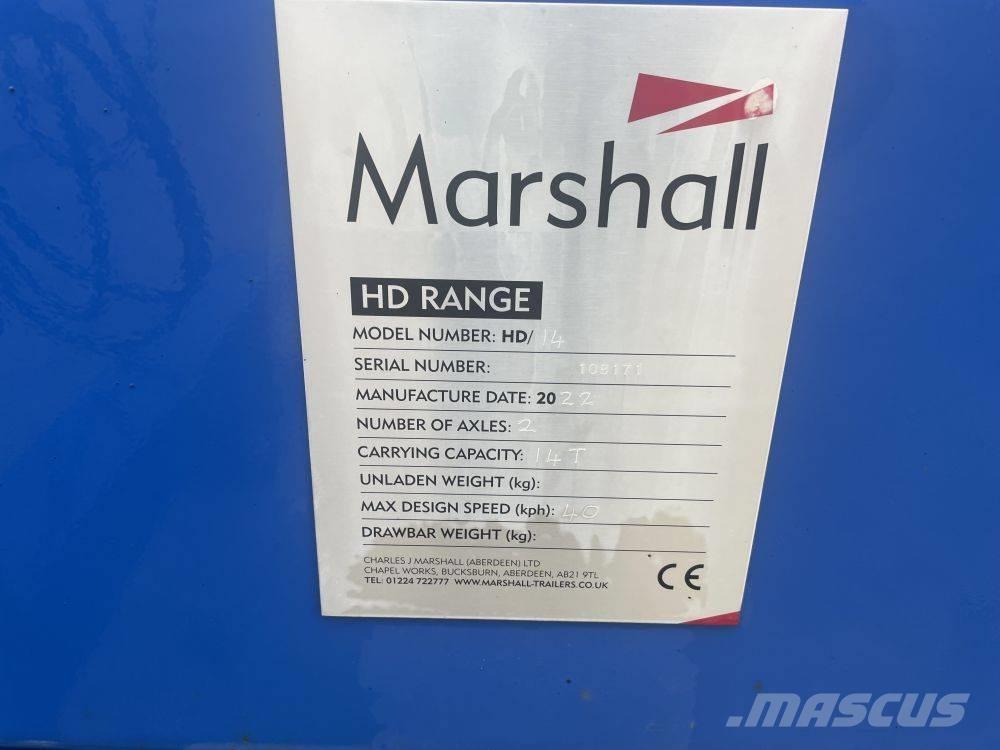 Marshall
HD RANGE
MODEL NUMBER: HD/ 14
SERIAL NUMBER: 108171
MANUFACTURE DATE: 20 22
NUMBER OF AXLES: 2
CARRYING CAPACITY: 14T
UNLADEN WEIGHT (kg):
MAX DESIGN SPEED (kph): 40
DRAWBAR WEIGHT (kg):
CHARLES J MARSHALL (ABERDEEN) LTD
CHAPEL WORKS, BUCKSBURN, ABERDEEN, AB21 9TL
TEL: 01224 722777 WWW.MARSHALL-TRAILERS.CO.UK
CE
MASCUS